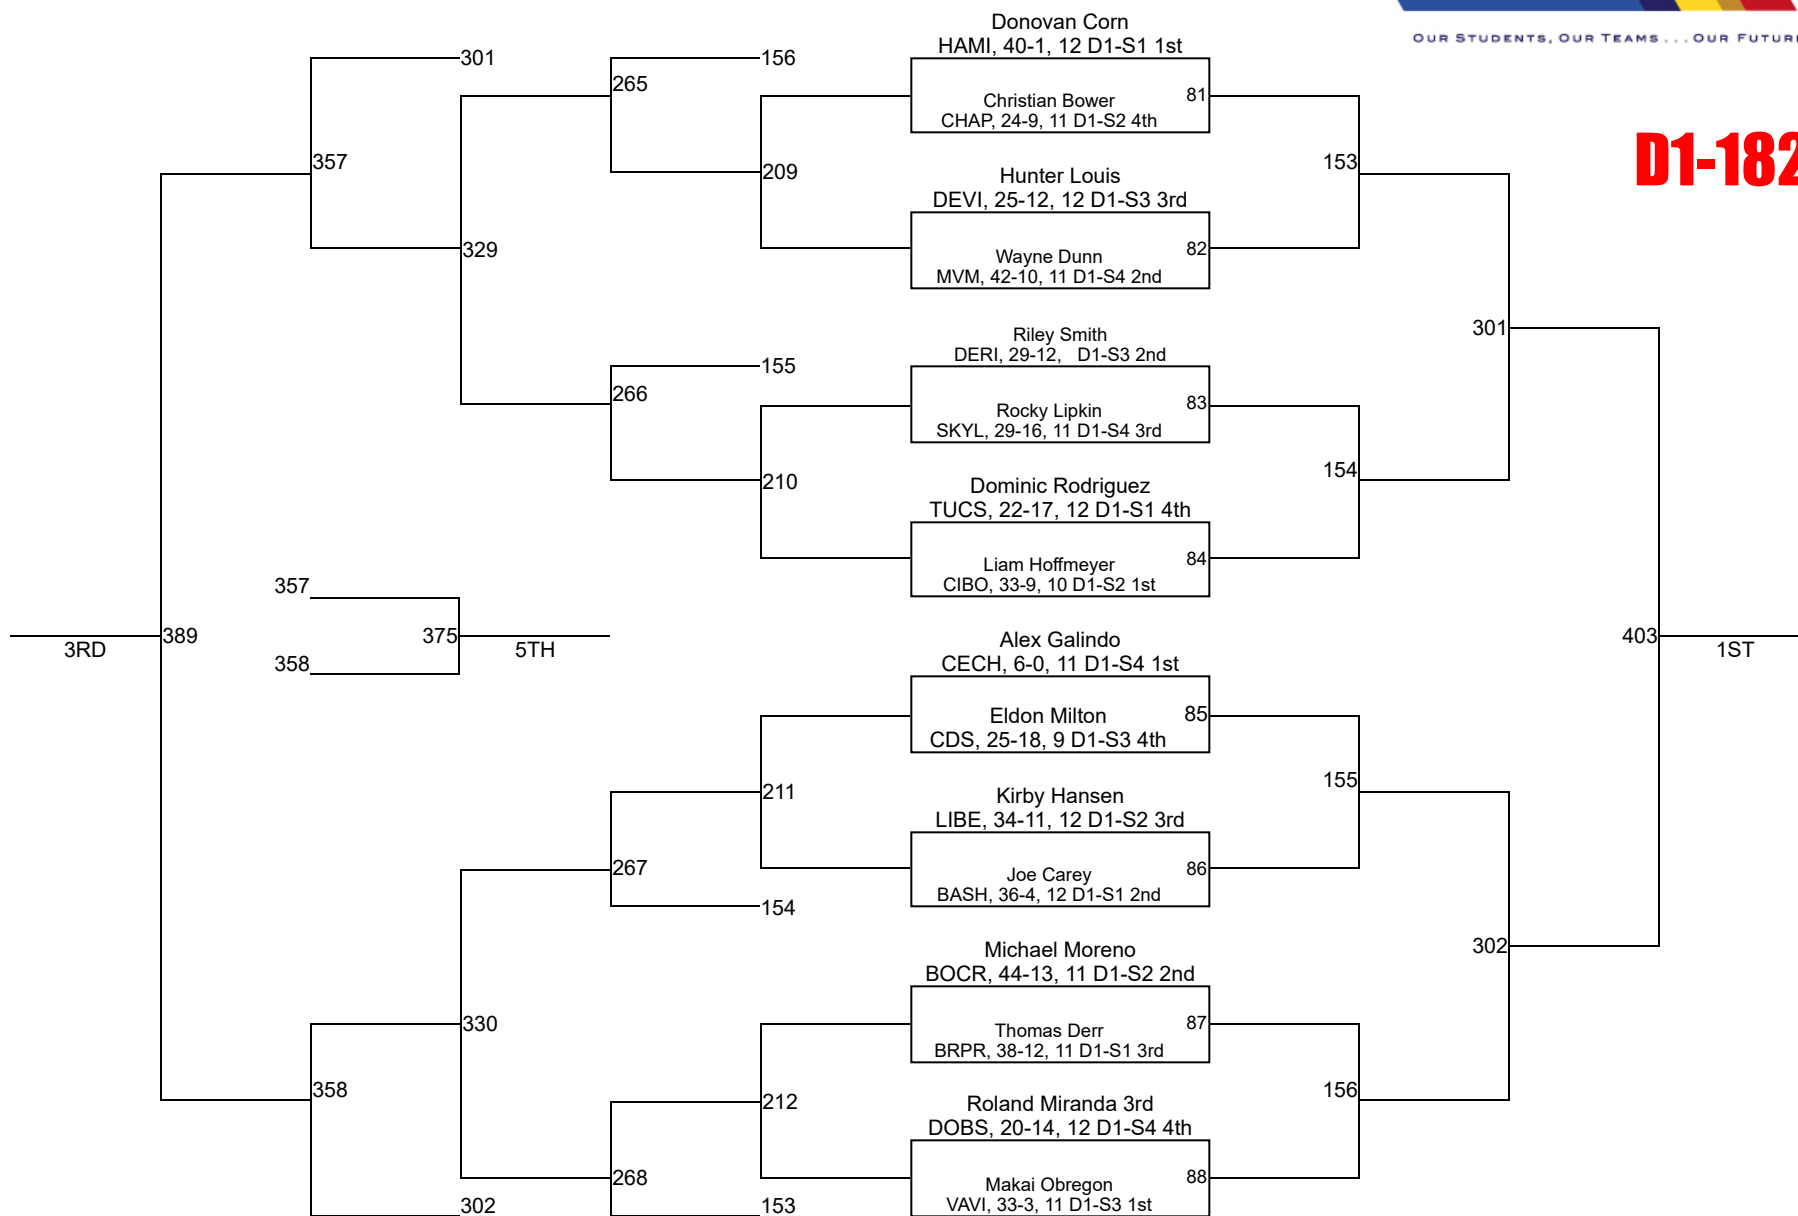 OUR STUDENTS, OUR TEAMS...OUR FUTURE
D1-182
Donovan Corn
HAMI, 40-1, 12 D1-S1 1st
Christian Bower
CHAP, 24-9, 11 D1-S2 4th
81
Hunter Louis
DEVI, 25-12, 12 D1-S3 3rd
Wayne Dunn
MVM, 42-10, 11 D1-S4 2nd
82
Riley Smith
DERI, 29-12, D1-S3 2nd
Rocky Lipkin
SKYL, 29-16, 11 D1-S4 3rd
83
Dominic Rodriguez
TUCS, 22-17, 12 D1-S1 4th
Liam Hoffmeyer
CIBO, 33-9, 10 D1-S2 1st
84
Alex Galindo
CECH, 6-0, 11 D1-S4 1st
Eldon Milton
CDS, 25-18, 9 D1-S3 4th
85
Kirby Hansen
LIBE, 34-11, 12 D1-S2 3rd
Joe Carey
BASH, 36-4, 12 D1-S1 2nd
86
Michael Moreno
BOCR, 44-13, 11 D1-S2 2nd
Thomas Derr
BRPR, 38-12, 11 D1-S1 3rd
87
Roland Miranda 3rd
DOBS, 20-14, 12 D1-S4 4th
Makai Obregon
VAVI, 33-3, 11 D1-S3 1st
88
153
154
155
156
301
302
403
1ST
156
209
155
210
211
154
212
153
265
266
267
268
301
329
330
302
357
358
357
375
358
5TH
389
3RD